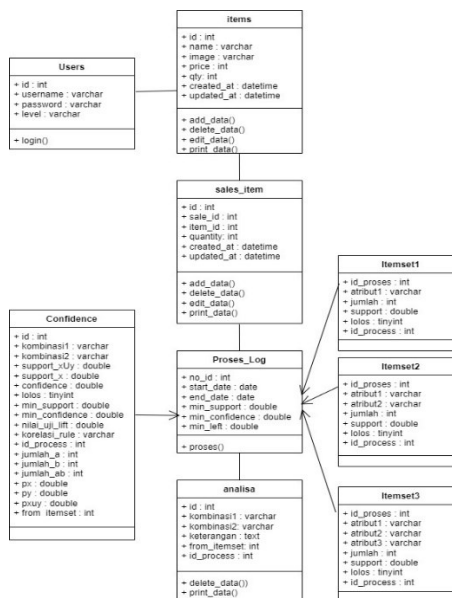 items
+ id : int
+ name : varchar
+ image : varchar
+ price : int
+ qty: int
+ created_at : datetime
+ updated_at : datetime
+ add_data()
+ delete_data()
+ edit_data()
+ print_data()
Users
+ id : int
+ username : varchar
+ password : varchar
+ level : varchar
+ login()
sales_item
+ id : int
+ sale_id : int
+ item_id : int
+ quantity: int
+ created_at : datetime
+ updated_at : datetime
+ add_data()
+ delete_data()
+ edit_data()
+ print_data()
Confidence
+ id : int
+ kombinasi1 : varchar
+ kombinasi2 : varchar
+ support_xUy : double
+ support_x : double
+ confidence : double
+ lolos : tinyint
+ min_support : double
+ min_confidence : double
+ nilai_uji_lift : double
+ korelasi_rule : varchar
+ id_process : int
+ jumlah_a : int
+ jumlah_b : int
+ jumlah_ab : int
+ px : double
+ py : double
+ pxuy : double
+ from_itemset : int
Proses_Log
+ no_id : int
+ start_date : date
+ end_date : date
+ min_support : double
+ min_confidence : double
+ min_left : double
+ proses()
analisa
+ id : int
+ kombinasi1 : varchar
+ kombinasi2 : varchar
+ keterangan : text
+ from_itemset: int
+ id_process : int
+ delete_data())
+ print_data()
Itemset1
+ id_proses : int
+ atribut1 : varchar
+ jumlah : int
+ support : double
+ lolos : tinyint
+ id_process : int
Itemset2
+ id_proses : int
+ atribut1 : varchar
+ atribut2 : varchar
+ jumlah : int
+ support : double
+ lolos : tinyint
+ id_process : int
Itemset3
+ id_proses : int
+ atribut1 : varchar
+ atribut2 : varchar
+ atribut3 : varchar
+ jumlah : int
+ support : double
+ lolos : tinyint
+ id_process : int